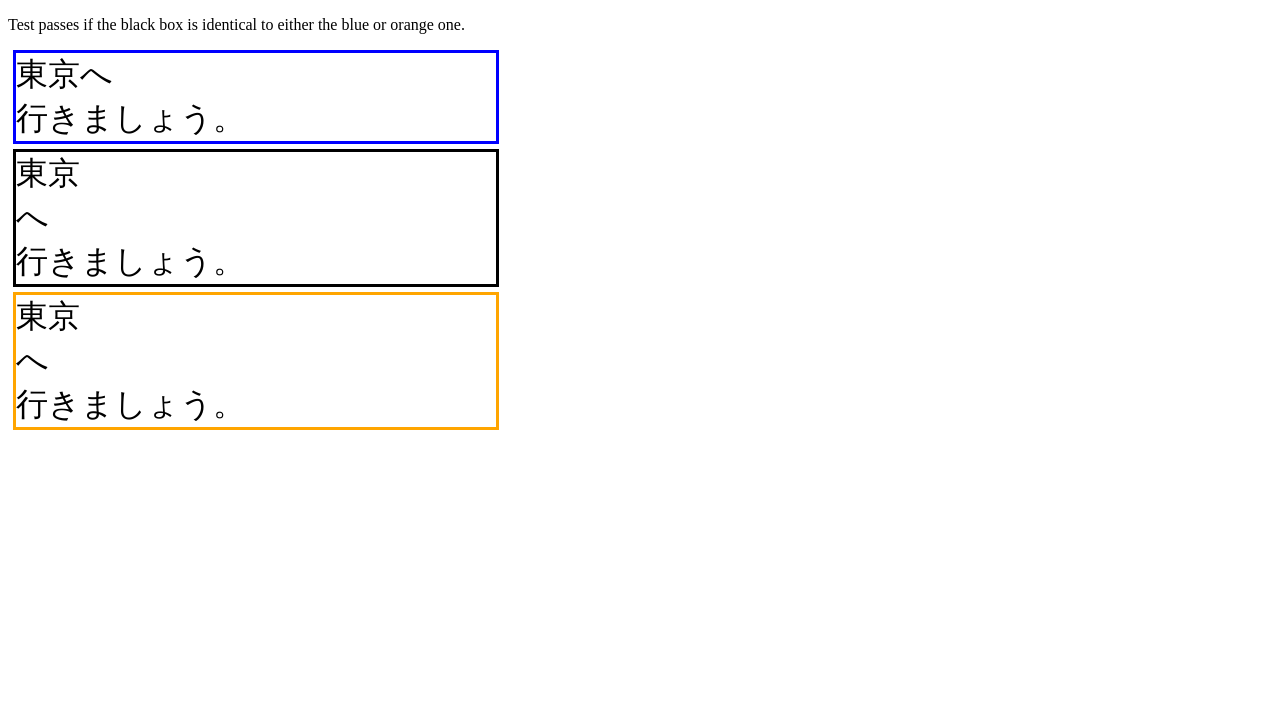 Test passes if the black box is identical to either the blue or orange one.
東京へ
行きましょう。
東京
へ
行きましょう。
東京
へ
行きましょう。